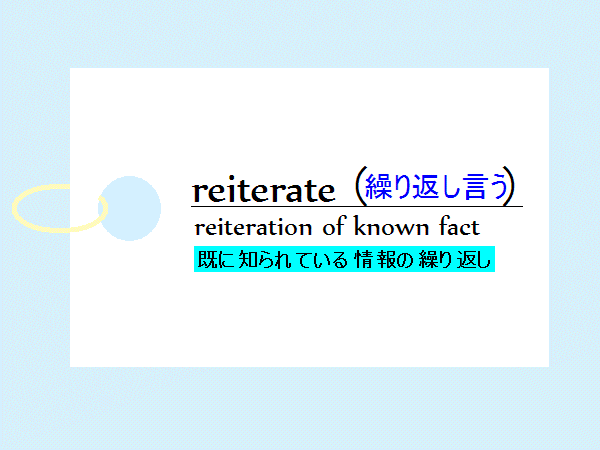 reiterate (繰り返し言う)
reiteration of known fact
既に知られている情報の繰り返し